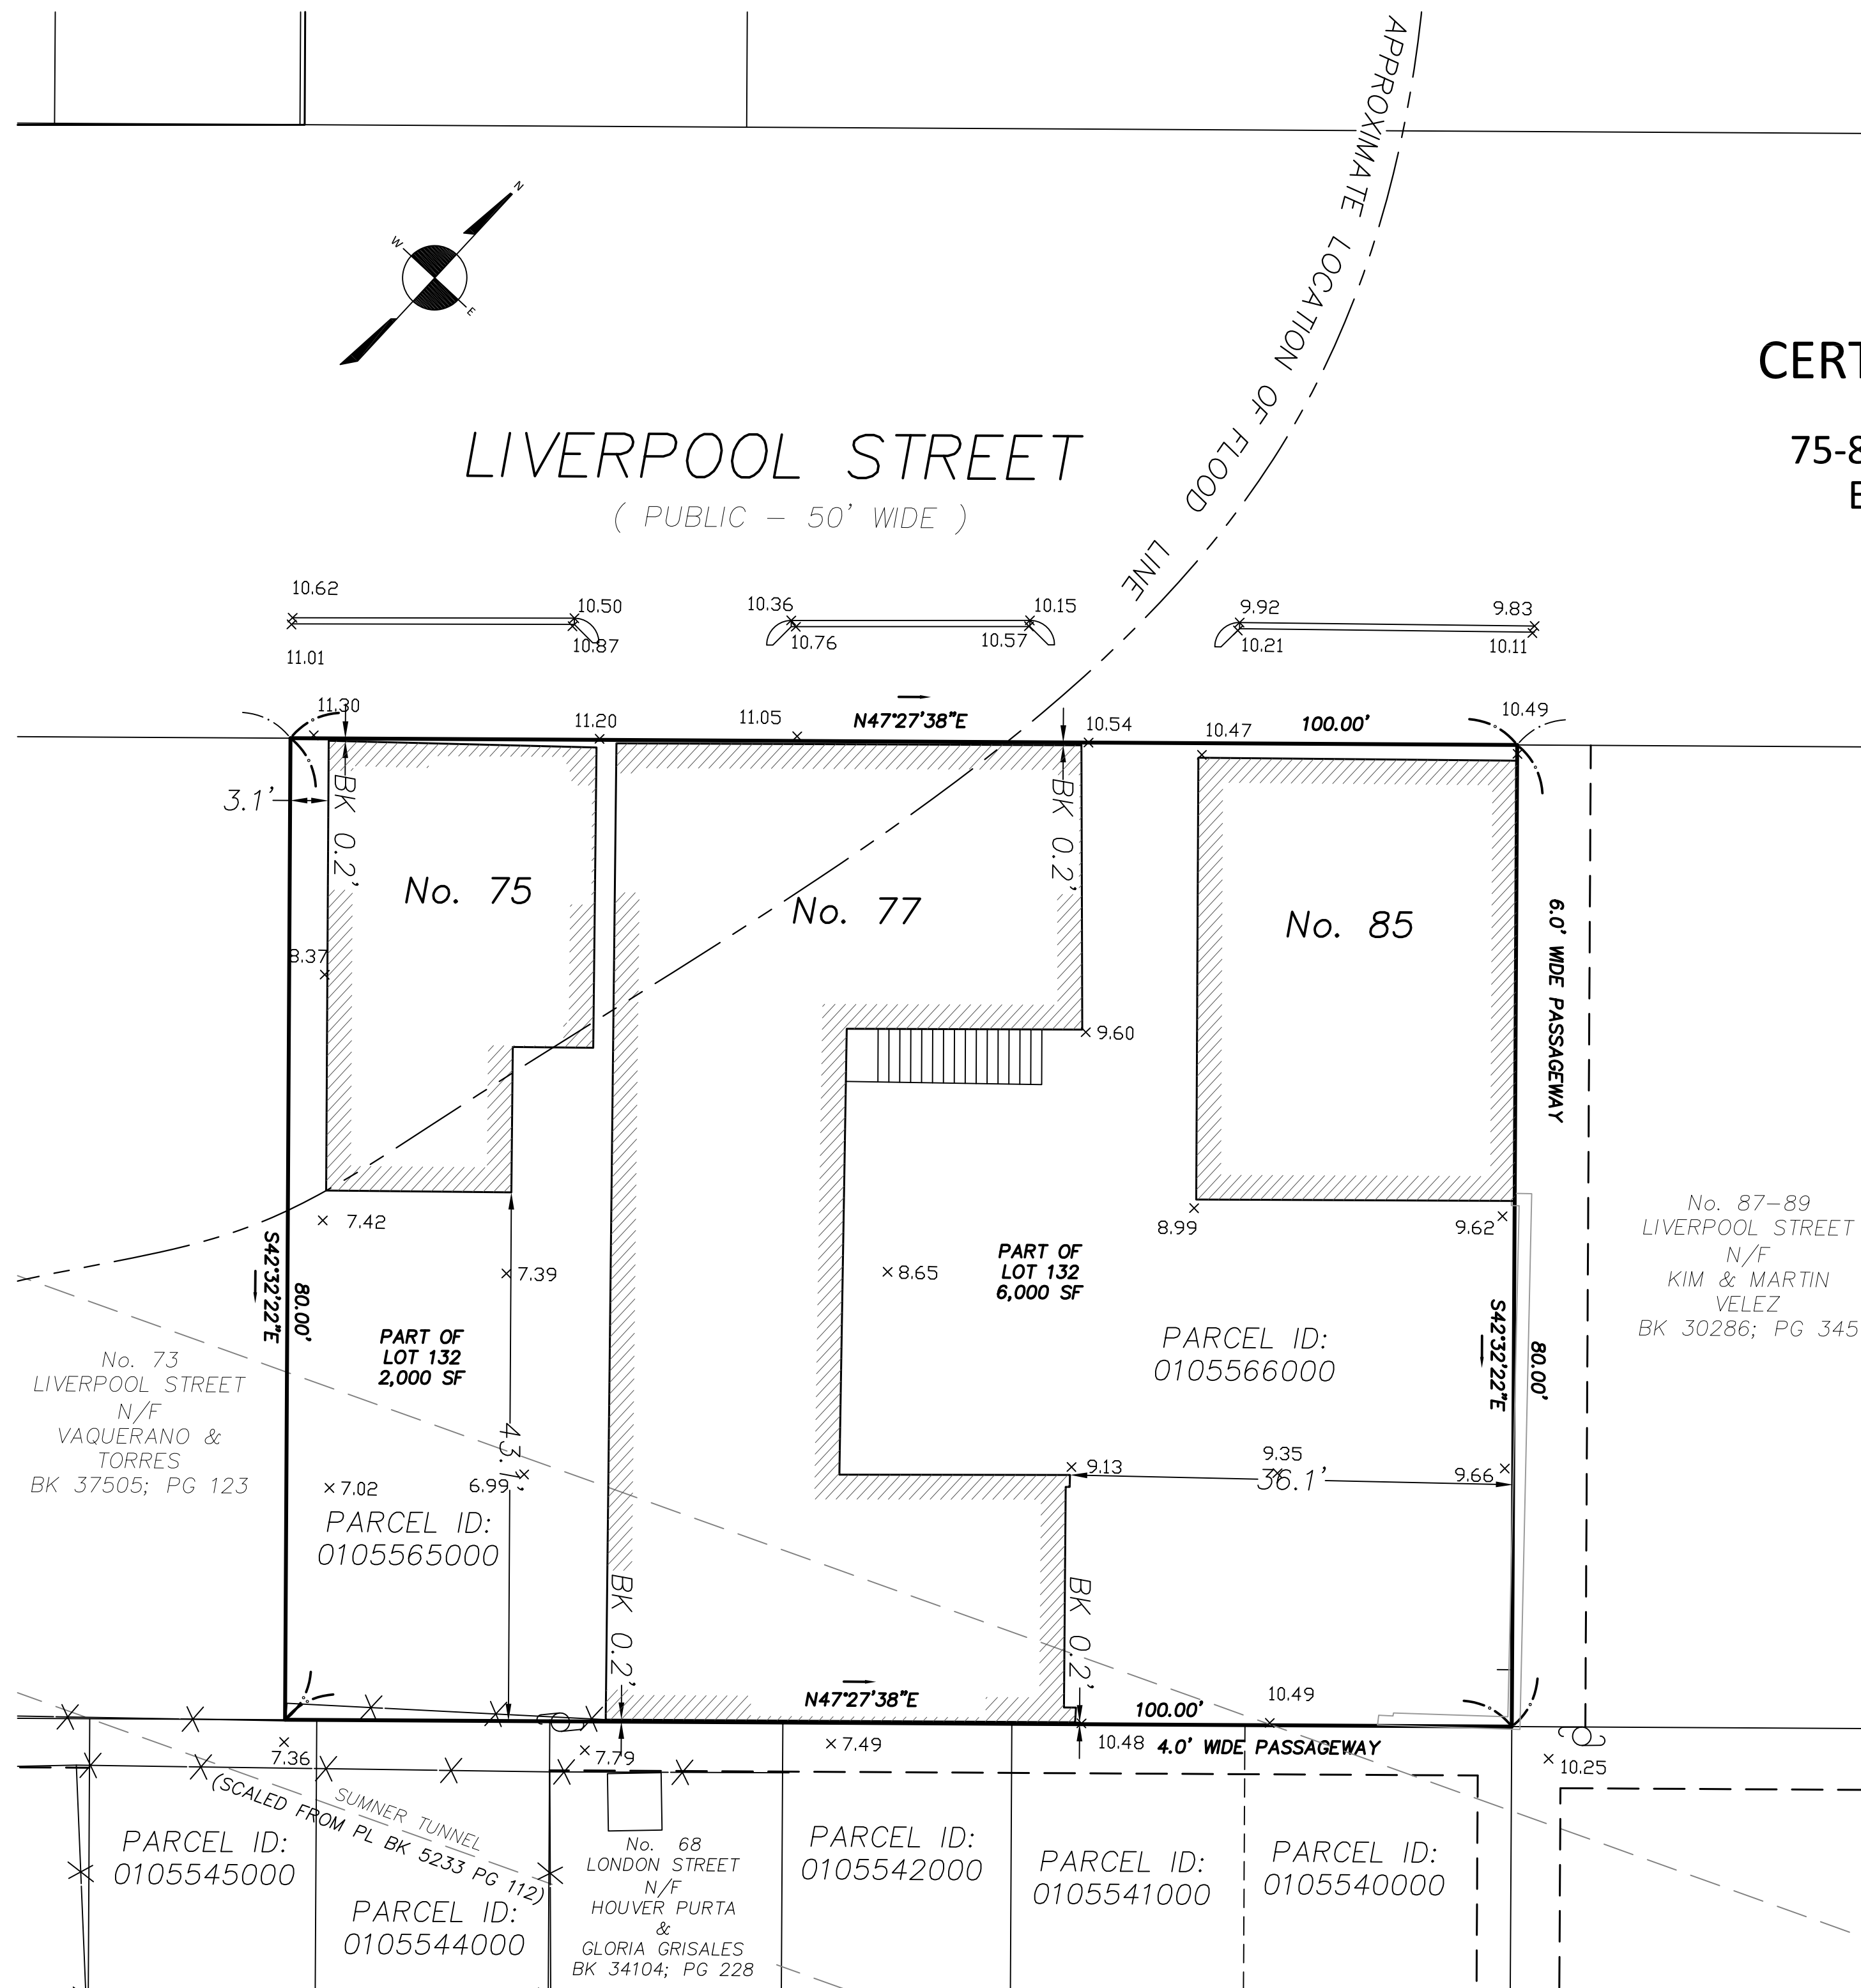 APPROXIMATE LOCATION OF FLOOD LINE
N
W
E
CERT
75-8
LIVERPOOL STREET
( PUBLIC - 50' WIDE )
10.62
10.50
10.36
10.15
9.92
9.83
11.01
10.87
10.76
10.57
10.21
10.11
11.30
11.20
11.05
N47°27'38"E
10.54
10.47
100.00'
10.49
3.1'
BK 0.2'
BK 0.2'
No. 75
No. 77
No. 85
6.0' WIDE PASSAGEWAY
8.37
9.60
7.42
7.39
8.65
8.99
9.62
S42°32'22"E
80.00'
PART OF
LOT 132
2,000 SF
PART OF
LOT 132
6,000 SF
PARCEL ID:
0105566000
S42°32'22"E
80.00'
No. 87-89
LIVERPOOL STREET
N/F
KIM & MARTIN
VELEZ
BK 30286; PG 345
No. 73
LIVERPOOL STREET
N/F
VAQUERANO &
TORRES
BK 37505; PG 123
43.1'
7.02
6.99
9.13
9.35
36.1'
9.66
PARCEL ID:
0105565000
BK 0.2'
BK 0.2'
N47°27'38"E
100.00'
10.49
7.36
7.79
7.49
10.48
4.0' WIDE PASSAGEWAY
10.25
SUMNER TUNNEL
(SCALED FROM PL BK 5233 PG 112)
PARCEL ID:
0105545000
PARCEL ID:
0105544000
No. 68
LONDON STREET
N/F
HOUVER PURTA
&
GLORIA GRISALES
BK 34104; PG 228
PARCEL ID:
0105542000
PARCEL ID:
0105541000
PARCEL ID:
0105540000